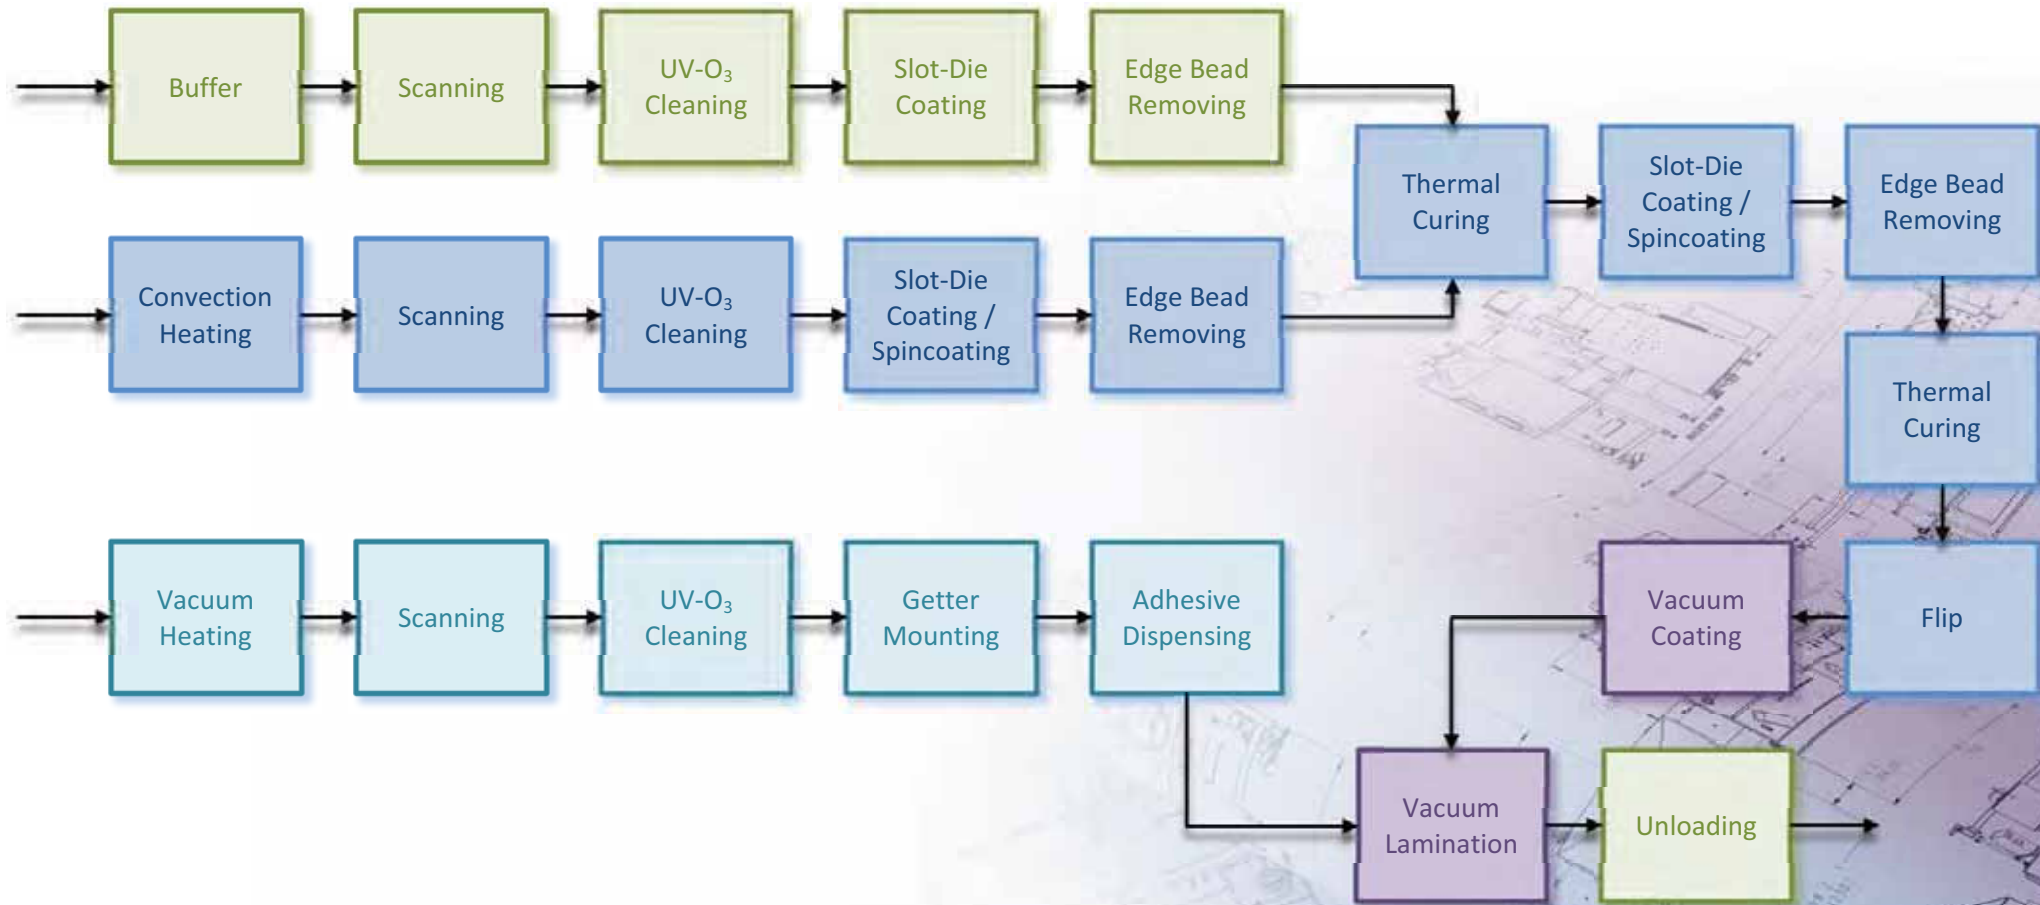 Buffer
Scanning
UV-O₃
Cleaning
Slot-Die
Coating
Edge Bead
Removing
Thermal
Curing
Slot-Die
Coating /
Spincoating
Edge Bead
Removing
Convection
Heating
Scanning
UV-O₃
Cleaning
Slot-Die
Coating /
Spincoating
Edge Bead
Removing
Thermal
Curing
Vacuum
Heating
Scanning
UV-O₃
Cleaning
Getter
Mounting
Adhesive
Dispensing
Vacuum
Coating
Flip
Vacuum
Lamination
Unloading